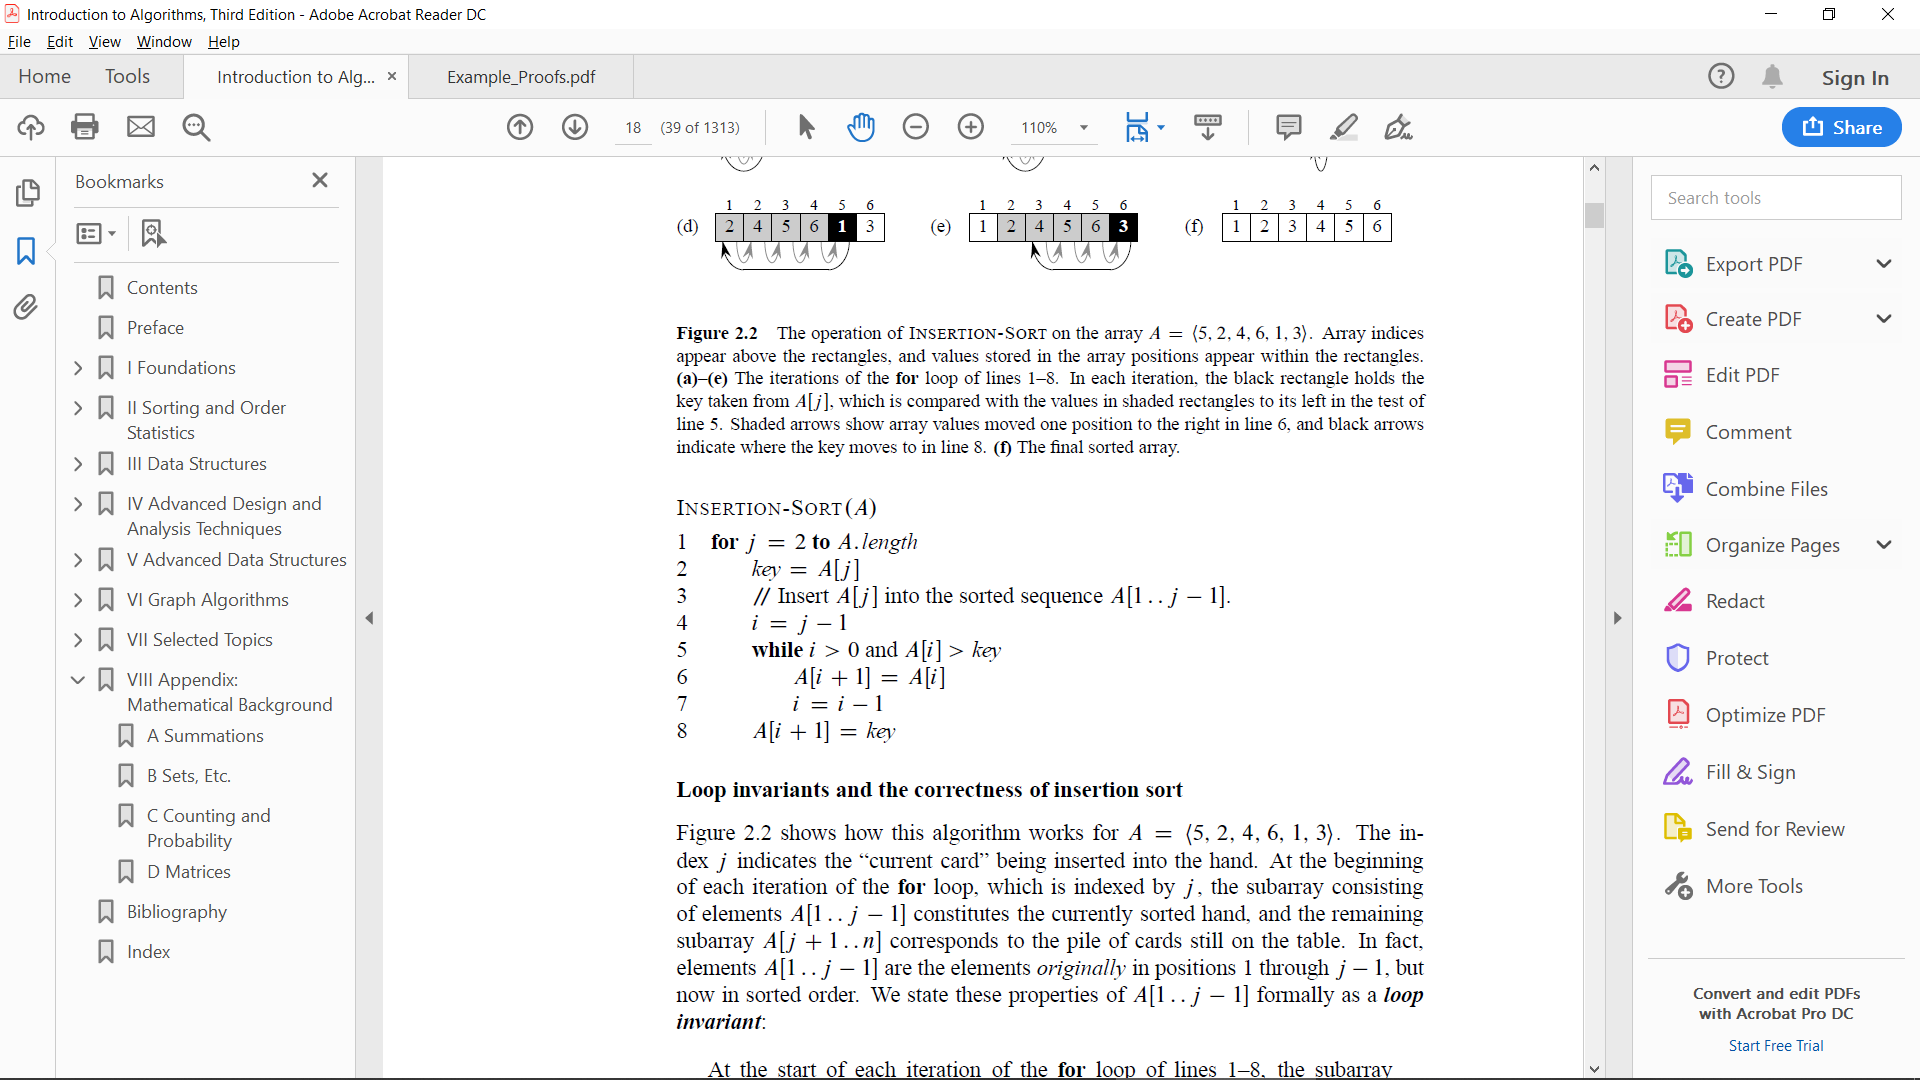 Introduction to Algorithms, Third Edition - Adobe Acrobat Reader DC
File Edit View Window Help
Home Tools Introduction to Alg... × Example_Proofs.pdf Sign In
18 (39 of 1313) 110% Share
Bookmarks
Contents
Preface
I Foundations
II Sorting and Order
Statistics
III Data Structures
IV Advanced Design and
Analysis Techniques
V Advanced Data Structures
VI Graph Algorithms
VII Selected Topics
VIII Appendix:
Mathematical Background
A Summations
B Sets, Etc.
C Counting and
Probability
D Matrices
Bibliography
Index
1 2 3 4 5 6
(d) 2 4 5 6 1 3
1 2 3 4 5 6
(e) 1 2 4 5 6 3
1 2 3 4 5 6
(f) 1 2 3 4 5 6
Figure 2.2 The operation of INSERTION-SORT on the array A = ⟨5, 2, 4, 6, 1, 3⟩. Array indices
appear above the rectangles, and values stored in the array positions appear within the rectangles.
(a)–(e) The iterations of the for loop of lines 1–8. In each iteration, the black rectangle holds the
key taken from A[j], which is compared with the values in shaded rectangles to its left in the test of
line 5. Shaded arrows show array values moved one position to the right in line 6, and black arrows
indicate where the key moves to in line 8. (f) The final sorted array.
INSERTION-SORT(A)
1 for j = 2 to A.length
2 key = A[j]
3 // Insert A[j] into the sorted sequence A[1 . . j − 1].
4 i = j − 1
5 while i > 0 and A[i] > key
6 A[i + 1] = A[i]
7 i = i − 1
8 A[i + 1] = key
Loop invariants and the correctness of insertion sort
Figure 2.2 shows how this algorithm works for A = ⟨5, 2, 4, 6, 1, 3⟩. The in-
dex j indicates the “current card” being inserted into the hand. At the beginning
of each iteration of the for loop, which is indexed by j, the subarray consisting
of elements A[1 . . j − 1] constitutes the currently sorted hand, and the remaining
subarray A[j + 1 . . n] corresponds to the pile of cards still on the table. In fact,
elements A[1 . . j − 1] are the elements originally in positions 1 through j − 1, but
now in sorted order. We state these properties of A[1 . . j − 1] formally as a loop
invariant:
At the start of each iteration of the for loop of lines 1–8, the subarray
Search tools
Export PDF
Create PDF
Edit PDF
Comment
Combine Files
Organize Pages
Redact
Protect
Optimize PDF
Fill & Sign
Send for Review
More Tools
Convert and edit PDFs
with Acrobat Pro DC
Start Free Trial